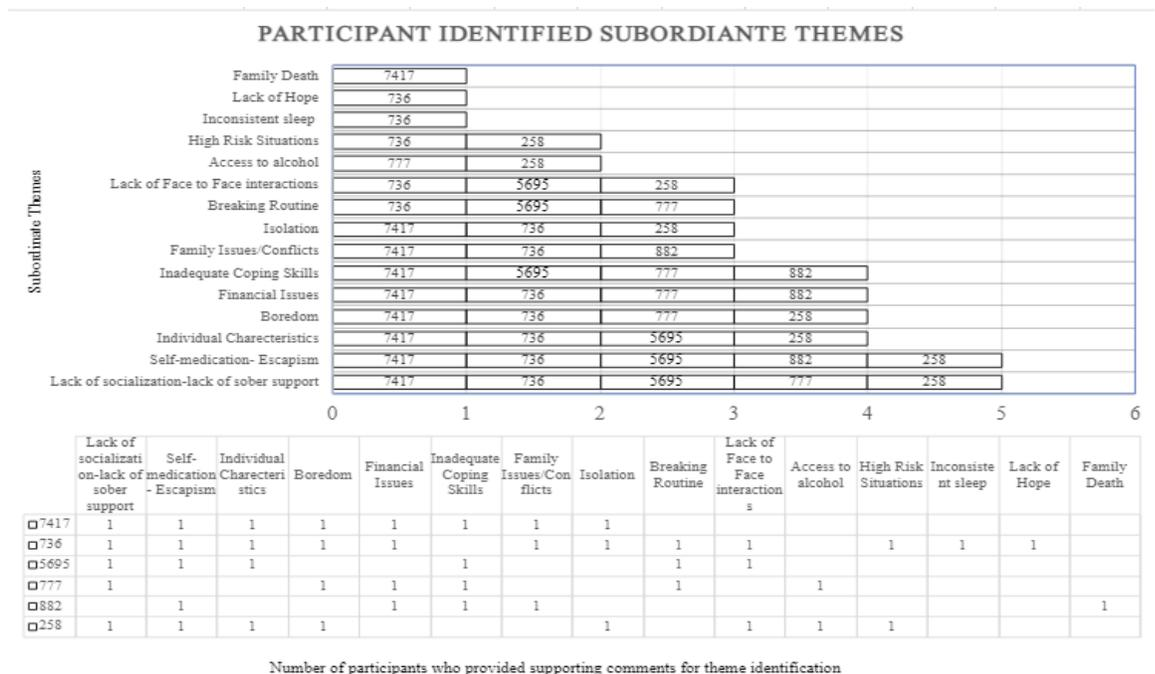 PARTICIPANT IDENTIFIED SUBORDIANTE THEMES
Subordinate Themes
Family Death 7417
Lack of Hope 736
Inconsistent sleep 736
High Risk Situations 736 258
Access to alcohol 777 258
Lack of Face to Face interactions 736 5695 258
Breaking Routine 736 5695 777
Isolation 7417 736 258
Family Issues/Conflicts 7417 736 882
Inadequate Coping Skills 7417 5695 777 882
Financial Issues 7417 736 777 882
Boredom 7417 736 777 258
Individual Charecteristics 7417 736 5695 258
Self-medication- Escapism 7417 736 5695 882 258
Lack of socialization-lack of sober support 7417 736 5695 777 258
0 1 2 3 4 5 6
Lack of
socializati
on-lack of
sober
support
Self-
medication
- Escapism
Individual
Charecteri
stics
Boredom
Financial
Issues
Inadequate
Coping
Skills
Family
Issues/Con
flicts
Isolation
Breaking
Routine
Lack of
Face to
Face
interaction
s
Access to
alcohol
High Risk
Situations
Inconsiste
nt sleep
Lack of
Hope
Family
Death
7417 1 1 1 1 1 1 1 1
736 1 1 1 1 1 1 1 1 1 1 1 1
5695 1 1 1 1 1 1
777 1 1 1 1 1 1
882 1 1 1 1 1
258 1 1 1 1 1 1 1 1
Number of participants who provided supporting comments for theme identification